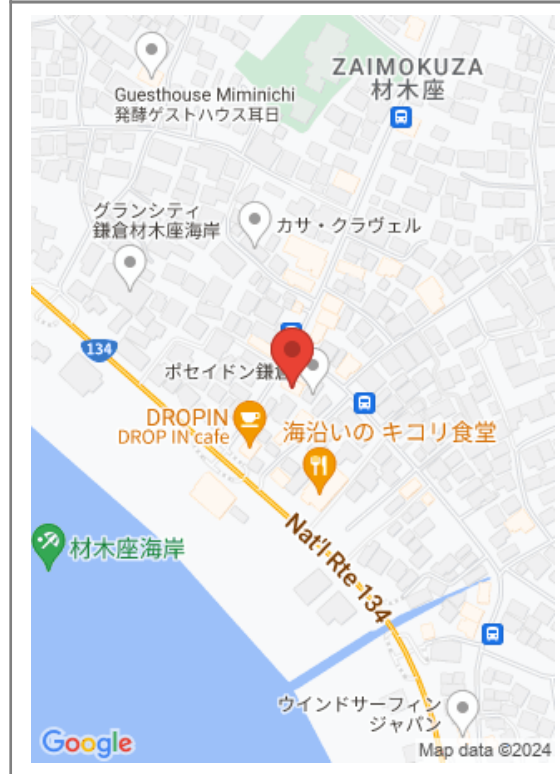 ZAIMOKUZA
材木座
Guesthouse Miminichi
発酵ゲストハウス耳日
グランシティ
鎌倉材木座海岸
カサ・クラヴェル
134
ポセイドン鎌倉
DROPIN
DROP IN cafe
海沿いの キコリ食堂
Nat'l Rte 134
材木座海岸
ウインドサーフィン
ジャパン
Google
Map data ©2024